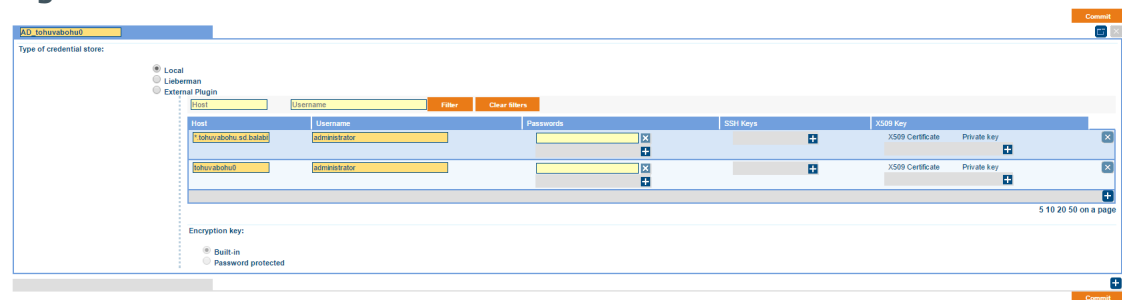 Commit
AD_tohuvabohu0
Type of credential store:
Local
Lieberman
External Plugin
Host Username Filter Clear filters
Host Username Passwords SSH Keys X509 Key
*.tohuvabohu.sd.balabi administrator X509 Certificate Private key
tohuvabohu0 administrator X509 Certificate Private key
5 10 20 50 on a page
Encryption key:
Built-in
Password protected
Commit